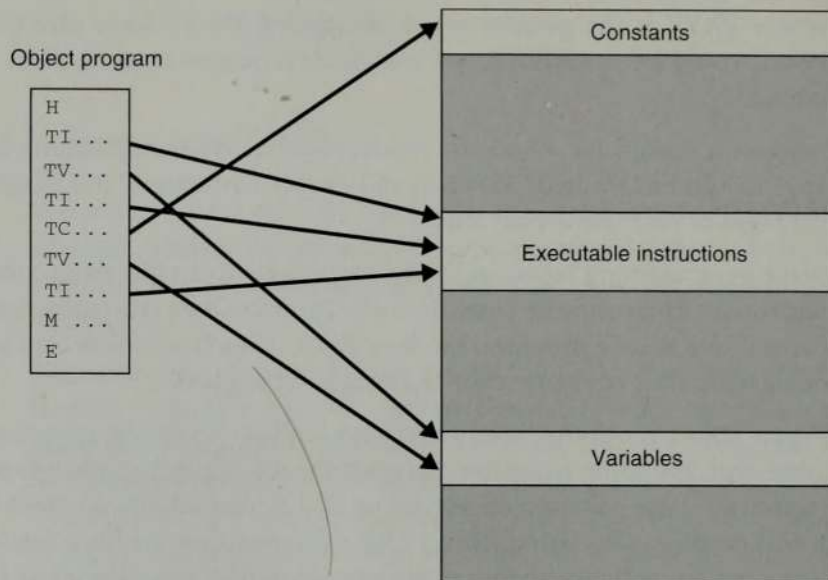 Object program
H
TI...
TV...
TI...
TC...
TV...
TI...
M ...
E
Constants
Executable instructions
Variables